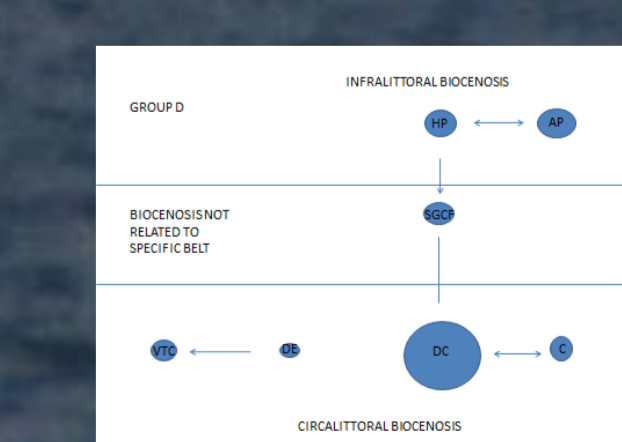 INFRALITTORAL BIOCENOSIS
GROUP D
HP
AP
BIOCENOSIS NOT
RELATED TO
SPECIFIC BELT
SGCF
VTC
DE
DC
C
CIRCALITTORAL BIOCENOSIS